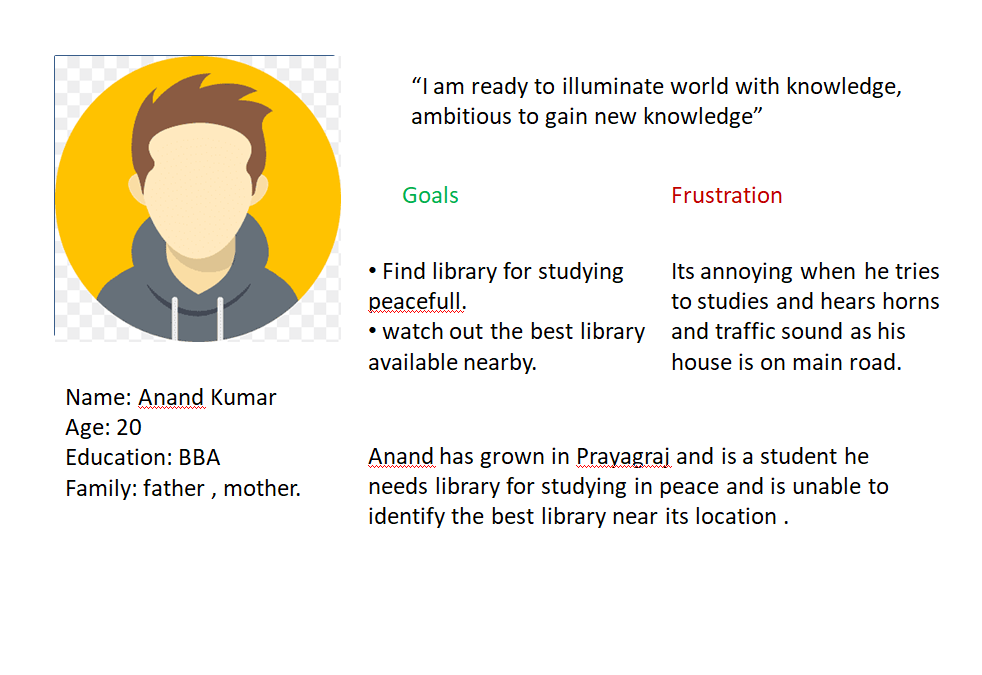 “I am ready to illuminate world with knowledge,
ambitious to gain new knowledge”
Goals
• Find library for studying
peacefull.
• watch out the best library
available nearby.
Frustration
Its annoying when he tries
to studies and hears horns
and traffic sound as his
house is on main road.
Name: Anand Kumar
Age: 20
Education: BBA
Family: father , mother.
Anand has grown in Prayagraj and is a student he
needs library for studying in peace and is unable to
identify the best library near its location .